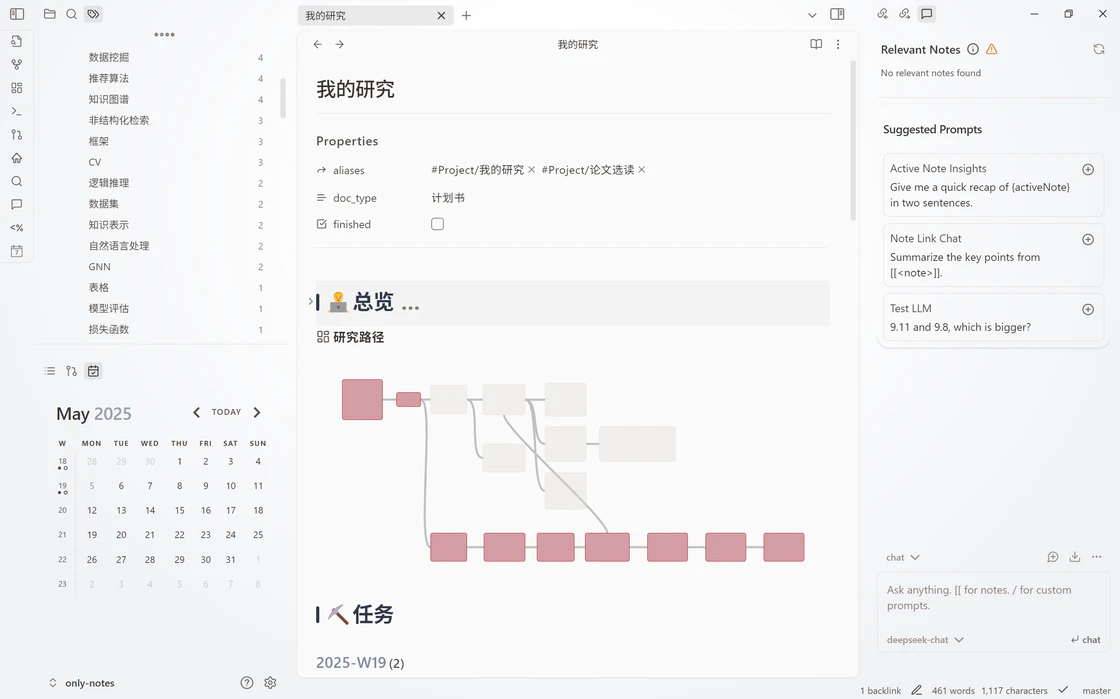 我的研究
数据挖掘 4
推荐算法 4
知识图谱 4
非结构化检索 3
框架 3
CV 3
逻辑推理 2
数据集 2
知识表示 2
自然语言处理 2
GNN 2
表格 1
模型评估 1
损失函数 1
May 2025
TODAY
W MON TUE WED THU FRI SAT SUN
18 28 29 30 1 2 3 4
19 5 6 7 8 9 10 11
20 12 13 14 15 16 17 18
21 19 20 21 22 23 24 25
22 26 27 28 29 30 31 1
23 2 3 4 5 6 7 8
only-notes
我的研究
我的研究
Properties
aliases #Project/我的研究 × #Project/论文选读 ×
doc_type 计划书
finished
总览 ...
研究路径
任务
2025-W19 (2)
Relevant Notes
No relevant notes found
Suggested Prompts
Active Note Insights
Give me a quick recap of {activeNote}
in two sentences.
Note Link Chat
Summarize the key points from
[[<note>]].
Test LLM
9.11 and 9.8, which is bigger?
chat
Ask anything. [[ for notes. / for custom
prompts.
deepseek-chat
chat
1 backlink 461 words 1,117 characters master